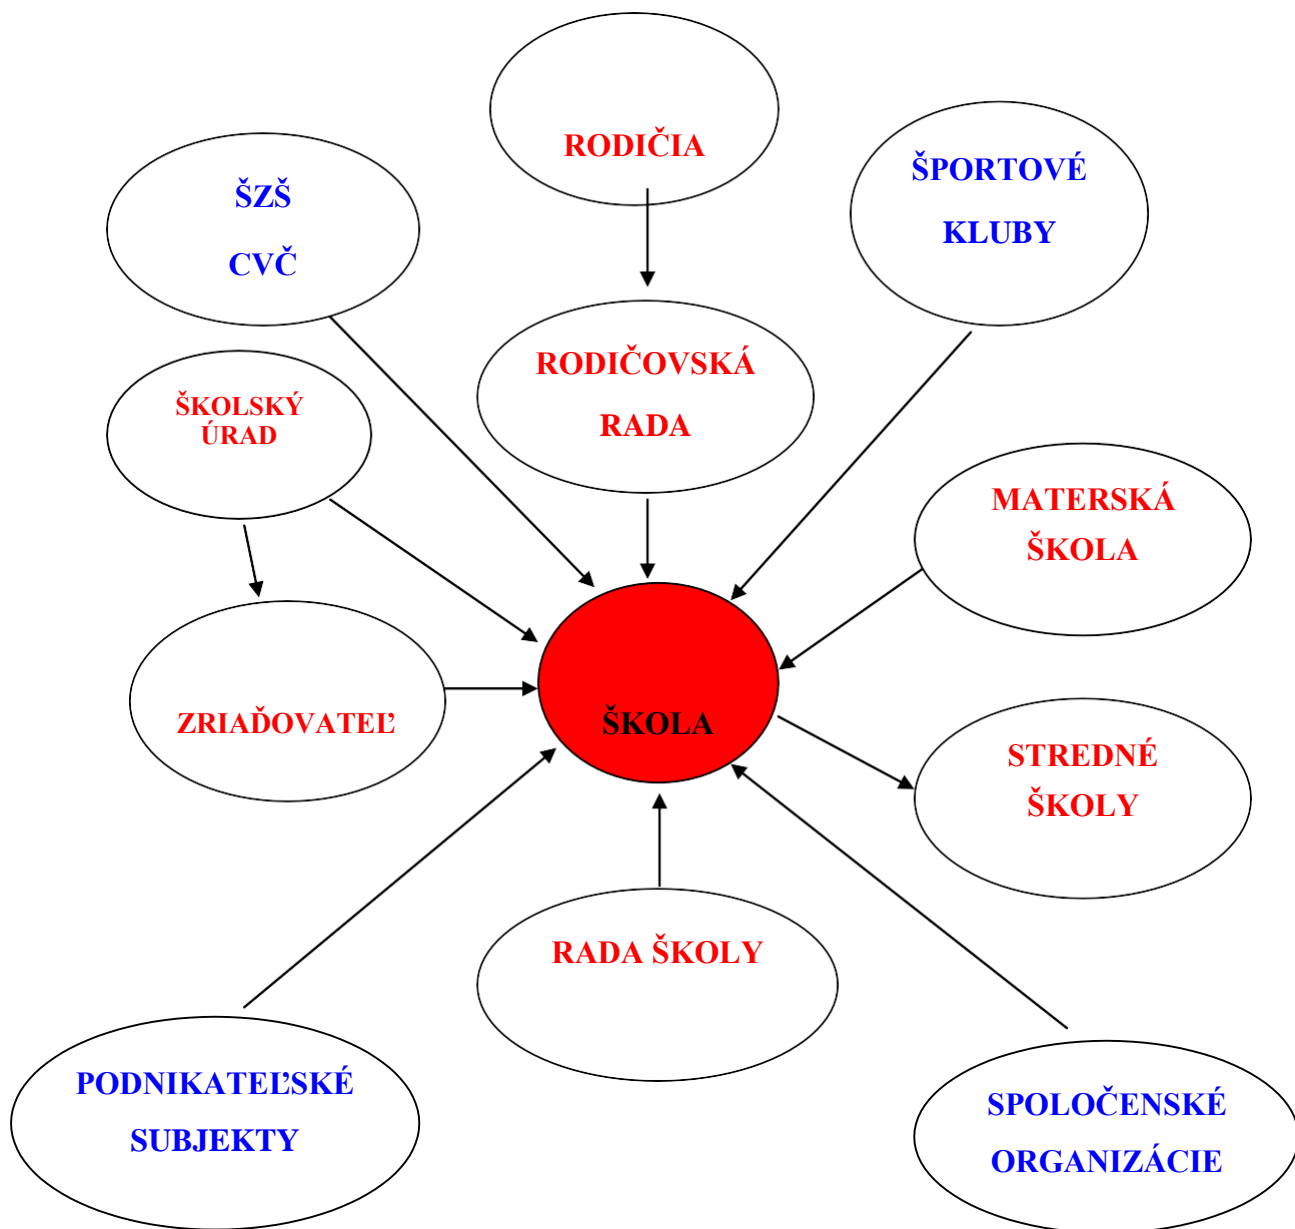 RODIČIA
ŠZŠ
CVČ
ŠPORTOVÉ
KLUBY
RODIČOVSKÁ
RADA
ŠKOLSKÝ
ÚRAD
MATERSKÁ
ŠKOLA
ZRIAĎOVATEĽ
ŠKOLA
STREDNÉ
ŠKOLY
RADA ŠKOLY
PODNIKATEĽSKÉ
SUBJEKTY
SPOLOČENSKÉ
ORGANIZÁCIE